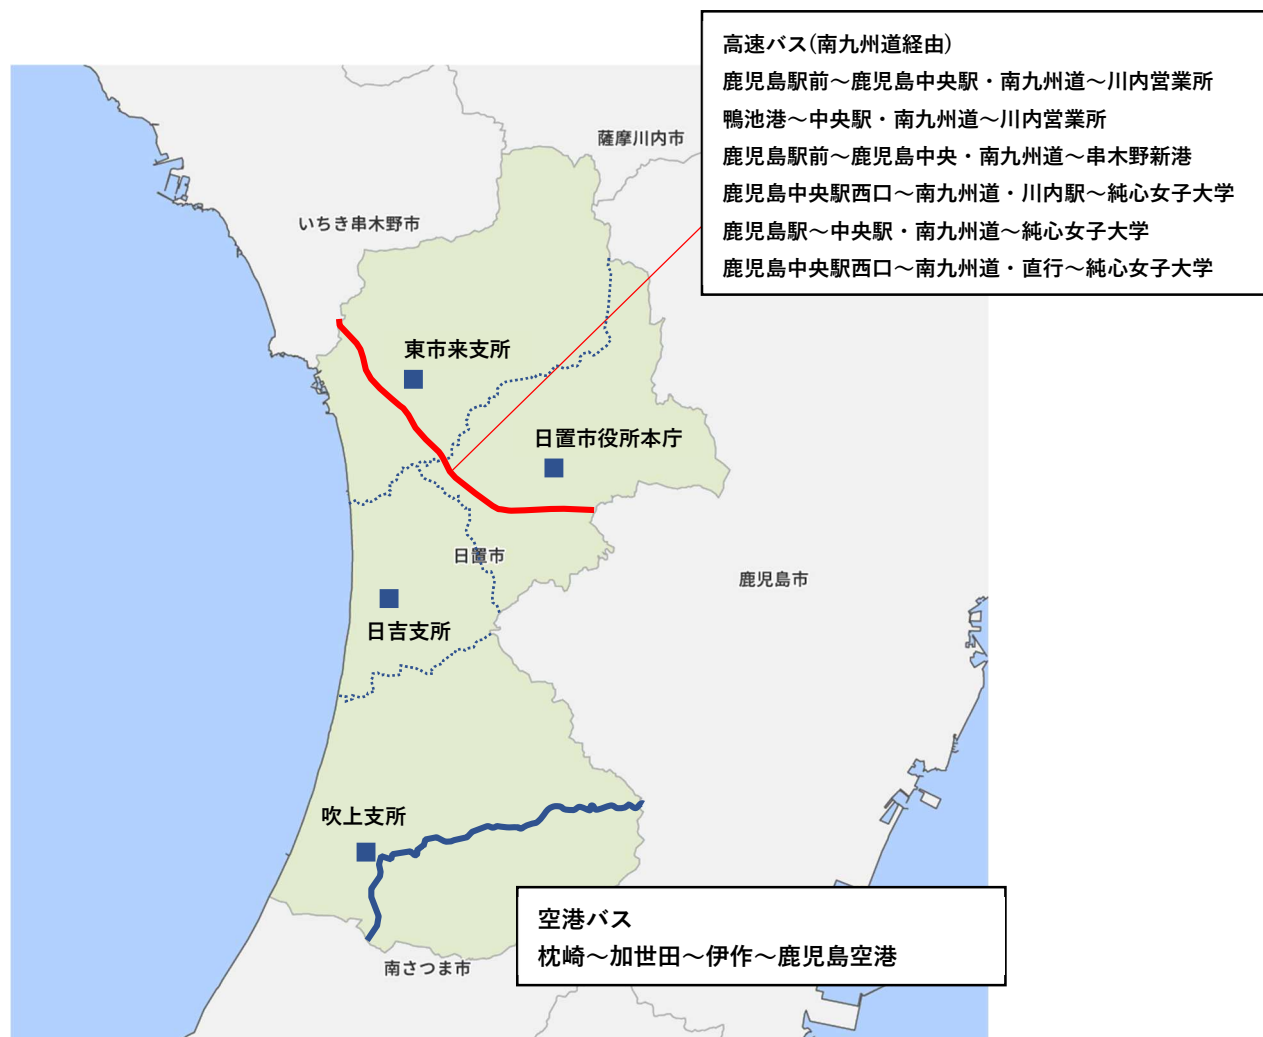 高速バス(南九州道経由)
鹿児島駅前～鹿児島中央駅・南九州道～川内営業所
鴨池港～中央駅・南九州道～川内営業所
鹿児島駅前～鹿児島中央・南九州道～串木野新港
鹿児島中央駅西口～南九州道・川内駅～純心女子大学
鹿児島駅～中央駅・南九州道～純心女子大学
鹿児島中央駅西口～南九州道・直行～純心女子大学
薩摩川内市
いちき串木野市
東市来支所
日置市役所本庁
日置市
鹿児島市
日吉支所
吹上支所
空港バス
枕崎～加世田～伊作～鹿児島空港
南さつま市